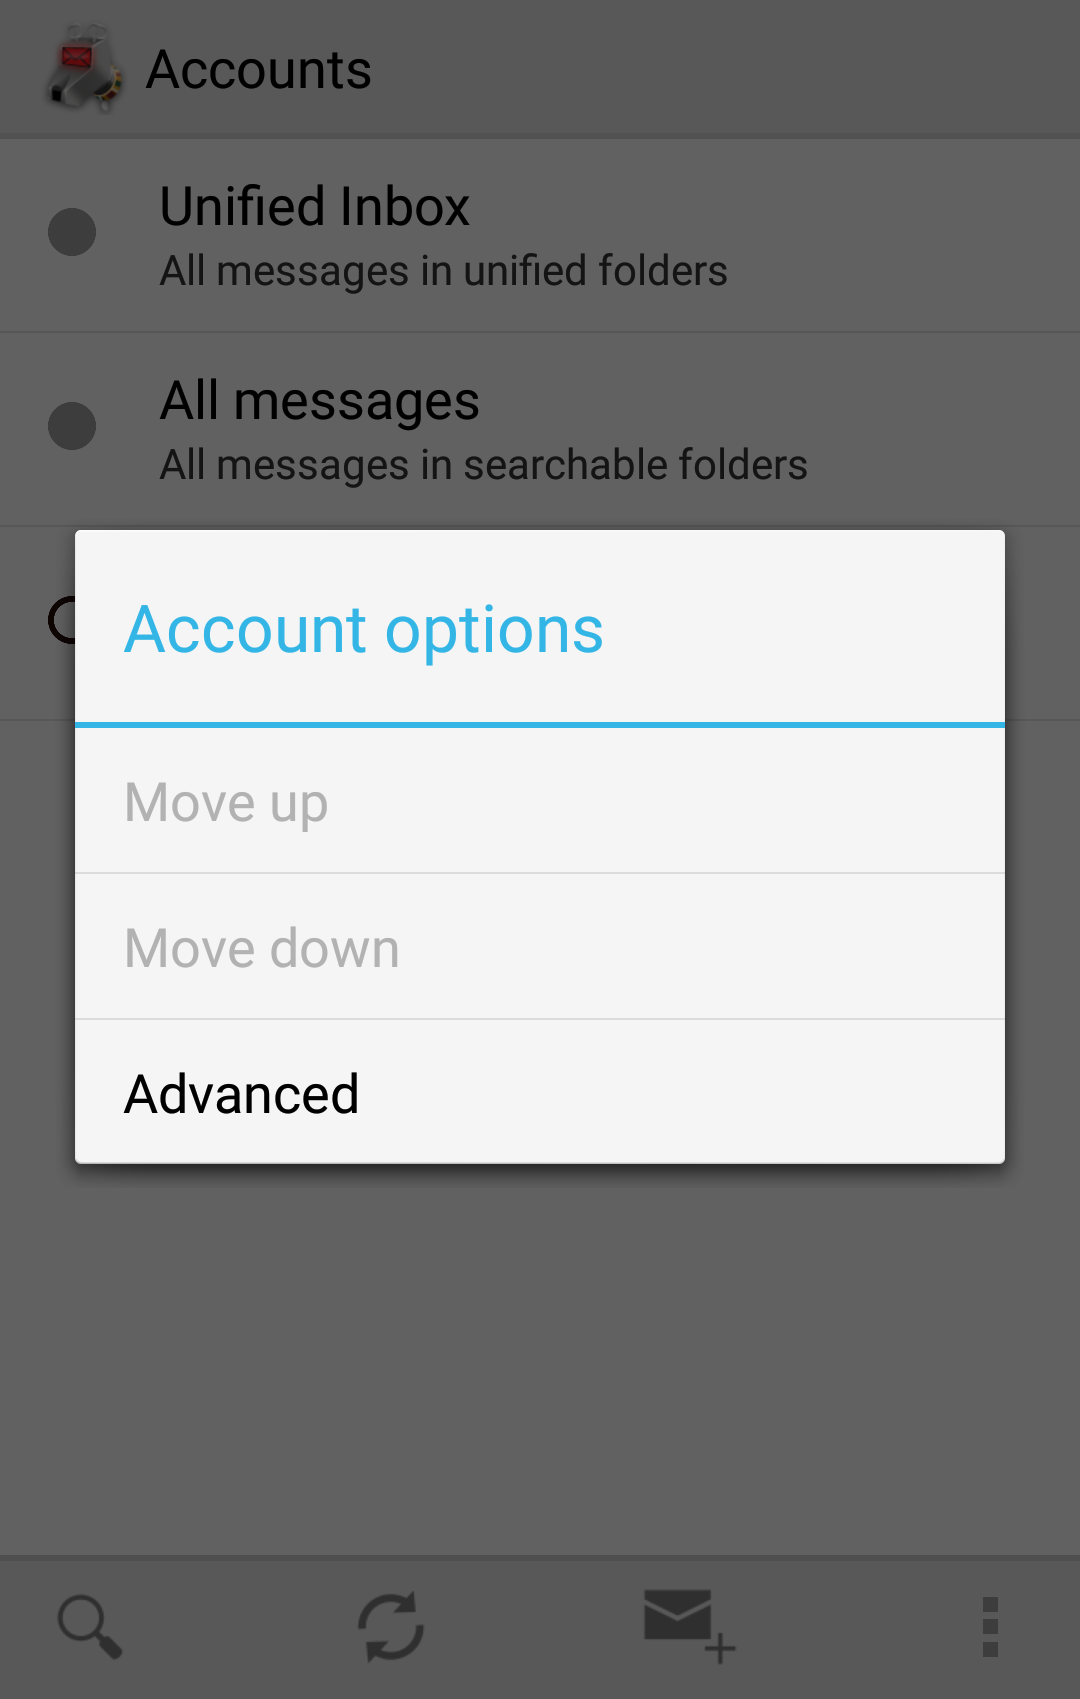 Accounts
Unified Inbox
All messages in unified folders
All messages
All messages in searchable folders
Account options
Move up
Move down
Advanced